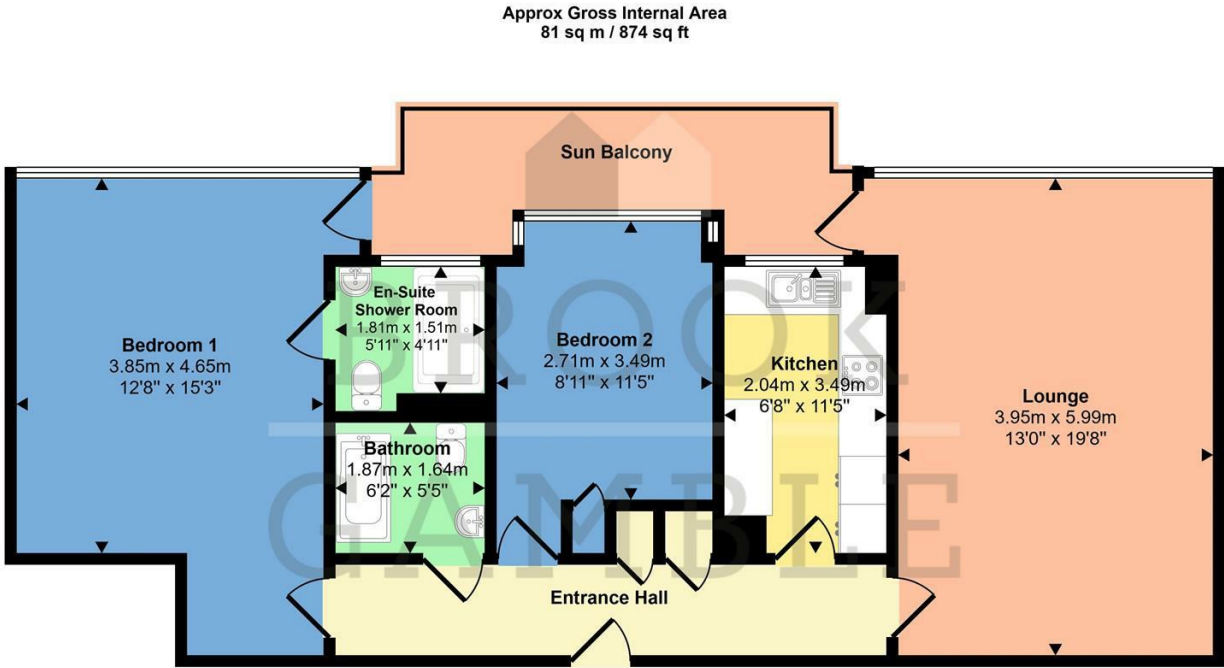 Approx Gross Internal Area
81 sq m / 874 sq ft
Sun Balcony
En-Suite
Shower Room
1.81m x 1.51m
5'11" x 4'11"
Bedroom 1
3.85m x 4.65m
12'8" x 15'3"
Bedroom 2
2.71m x 3.49m
8'11" x 11'5"
Kitchen
2.04m x 3.49m
6'8" x 11'5"
Lounge
3.95m x 5.99m
13'0" x 19'8"
Bathroom
1.87m x 1.64m
6'2" x 5'5"
Entrance Hall
BROOK
GAMBLE